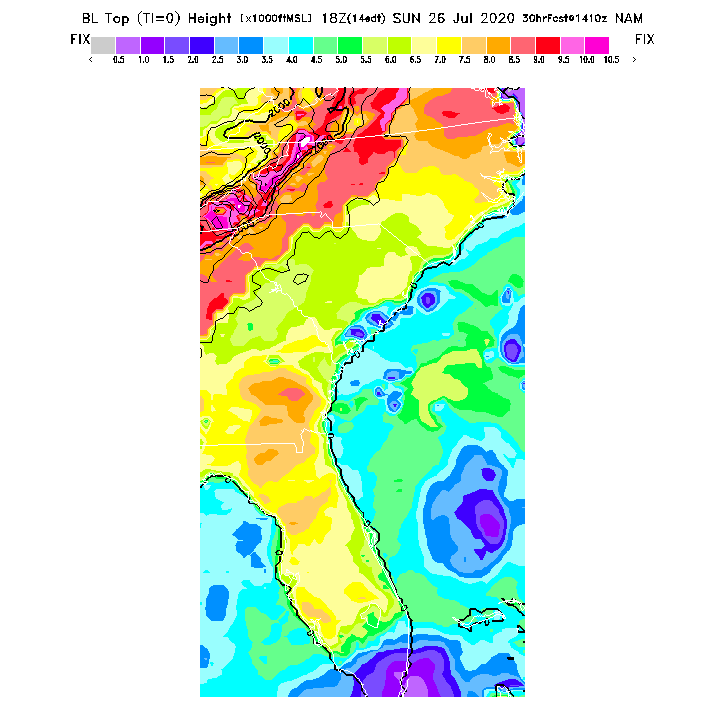 BL Top (TI=0) Height [x1000ftMSL] 18Z(14edt) SUN 26 Jul 2020 30hrFcst@1410z NAM
FIX FIX
< 0.5 1.0 1.5 2.0 2.5 3.0 3.5 4.0 4.5 5.0 5.5 6.0 6.5 7.0 7.5 8.0 8.5 9.0 9.5 10.0 10.5 >
2000
2000